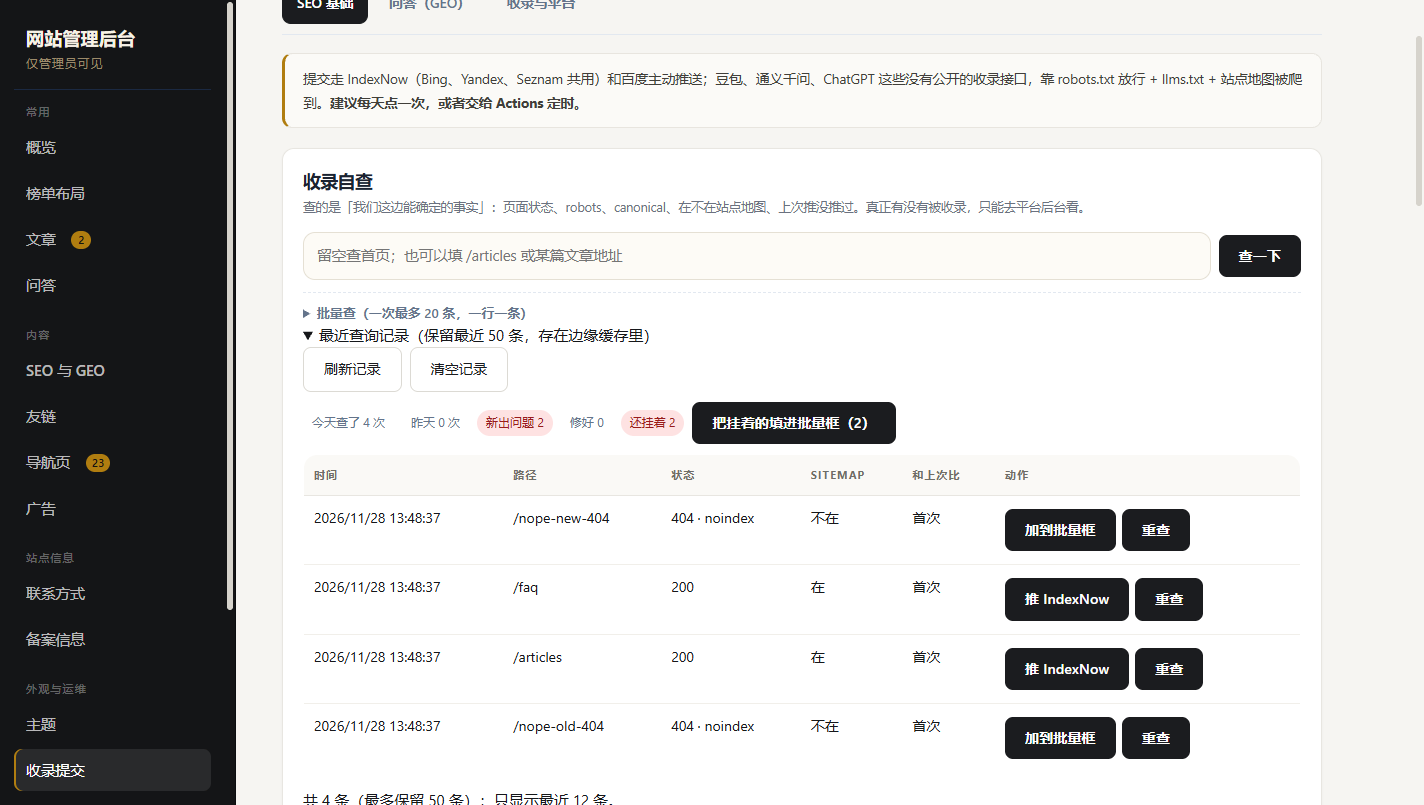 网站管理后台
仅管理员可见
常用
概览
榜单布局
文章 2
问答
内容
SEO 与 GEO
友链
导航页 23
广告
站点信息
联系方式
备案信息
外观与运维
主题
收录提交
SEO 基础 问答（GEO） 收录与平台
提交走 IndexNow（Bing、Yandex、Seznam 共用）和百度主动推送；豆包、通义千问、ChatGPT 这些没有公开的收录接口，靠 robots.txt 放行 + llms.txt + 站点地图被爬
到。建议每天点一次，或者交给 Actions 定时。
收录自查
查的是「我们这边能确定的事实」：页面状态、robots、canonical、在不在站点地图、上次推没推过。真正有没有被收录，只能去平台后台看。
留空查首页；也可以填 /articles 或某篇文章地址 查一下
批量查（一次最多 20 条，一行一条）
最近查询记录（保留最近 50 条，存在边缘缓存里）
刷新记录 清空记录
今天查了 4 次 昨天 0 次 新出问题 2 修好 0 还挂着 2 把挂着的填进批量框（2）
时间 路径 状态 SITEMAP 和上次比 动作
2026/11/28 13:48:37 /nope-new-404 404 · noindex 不在 首次 加到批量框 重查
2026/11/28 13:48:37 /faq 200 在 首次 推 IndexNow 重查
2026/11/28 13:48:37 /articles 200 在 首次 推 IndexNow 重查
2026/11/28 13:48:37 /nope-old-404 404 · noindex 不在 首次 加到批量框 重查
共 4 条（最多保留 50 条）；只显示最近 12 条。